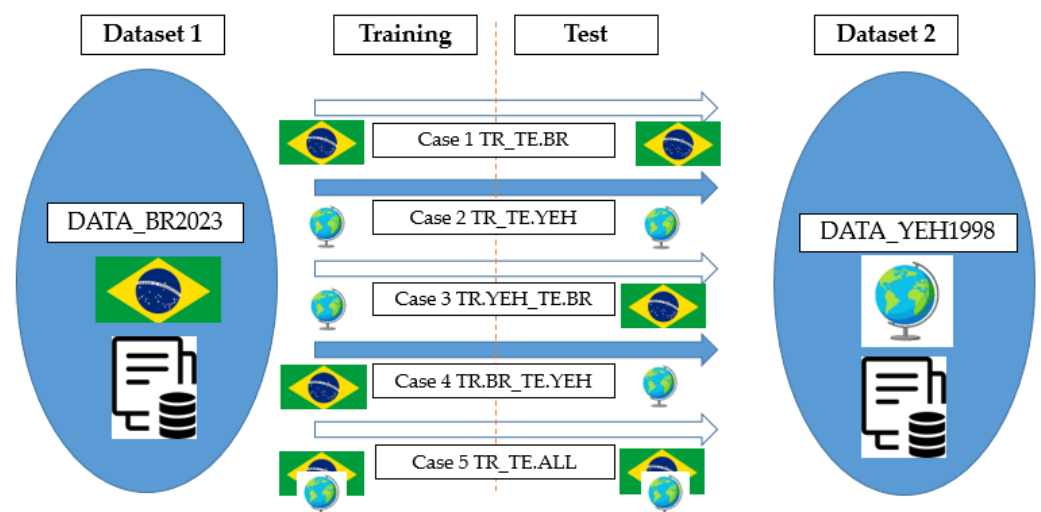 Dataset 1
Training
Test
Dataset 2
Case 1 TR_TE.BR
DATA_BR2023
Case 2 TR_TE.YEH
DATA_YEH1998
Case 3 TR.YEH_TE.BR
Case 4 TR.BR_TE.YEH
Case 5 TR_TE.ALL